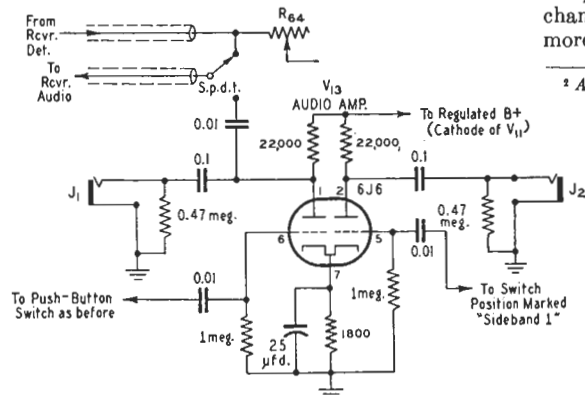 From
Rcvr.
Det.
R64
To
Rcvr.
Audio
S.p.d.t.
chan
more
² A
V13
AUDIO AMP.
To Regulated B+
(Cathode of V11)
0.01
22,000
22,000
0.1
0.1
1
2
6J6
J1
J2
0.47 meg.
0.47
meg.
6
5
0.01
7
0.01
To Push-Button
Switch as before
1meg.
To Switch
Position Marked
"Sideband 1"
1meg.
25
µfd.
1800